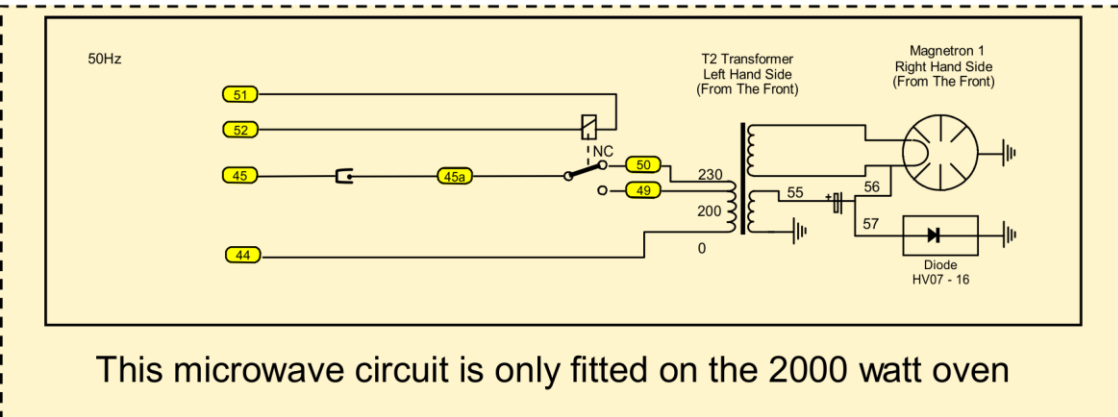 50Hz
T2 Transformer
Left Hand Side
(From The Front)
Magnetron 1
Right Hand Side
(From The Front)
51
52
NC
45
45a
50
49
230
200
0
55
56
57
44
+
Diode
HV07 - 16
This microwave circuit is only fitted on the 2000 watt oven